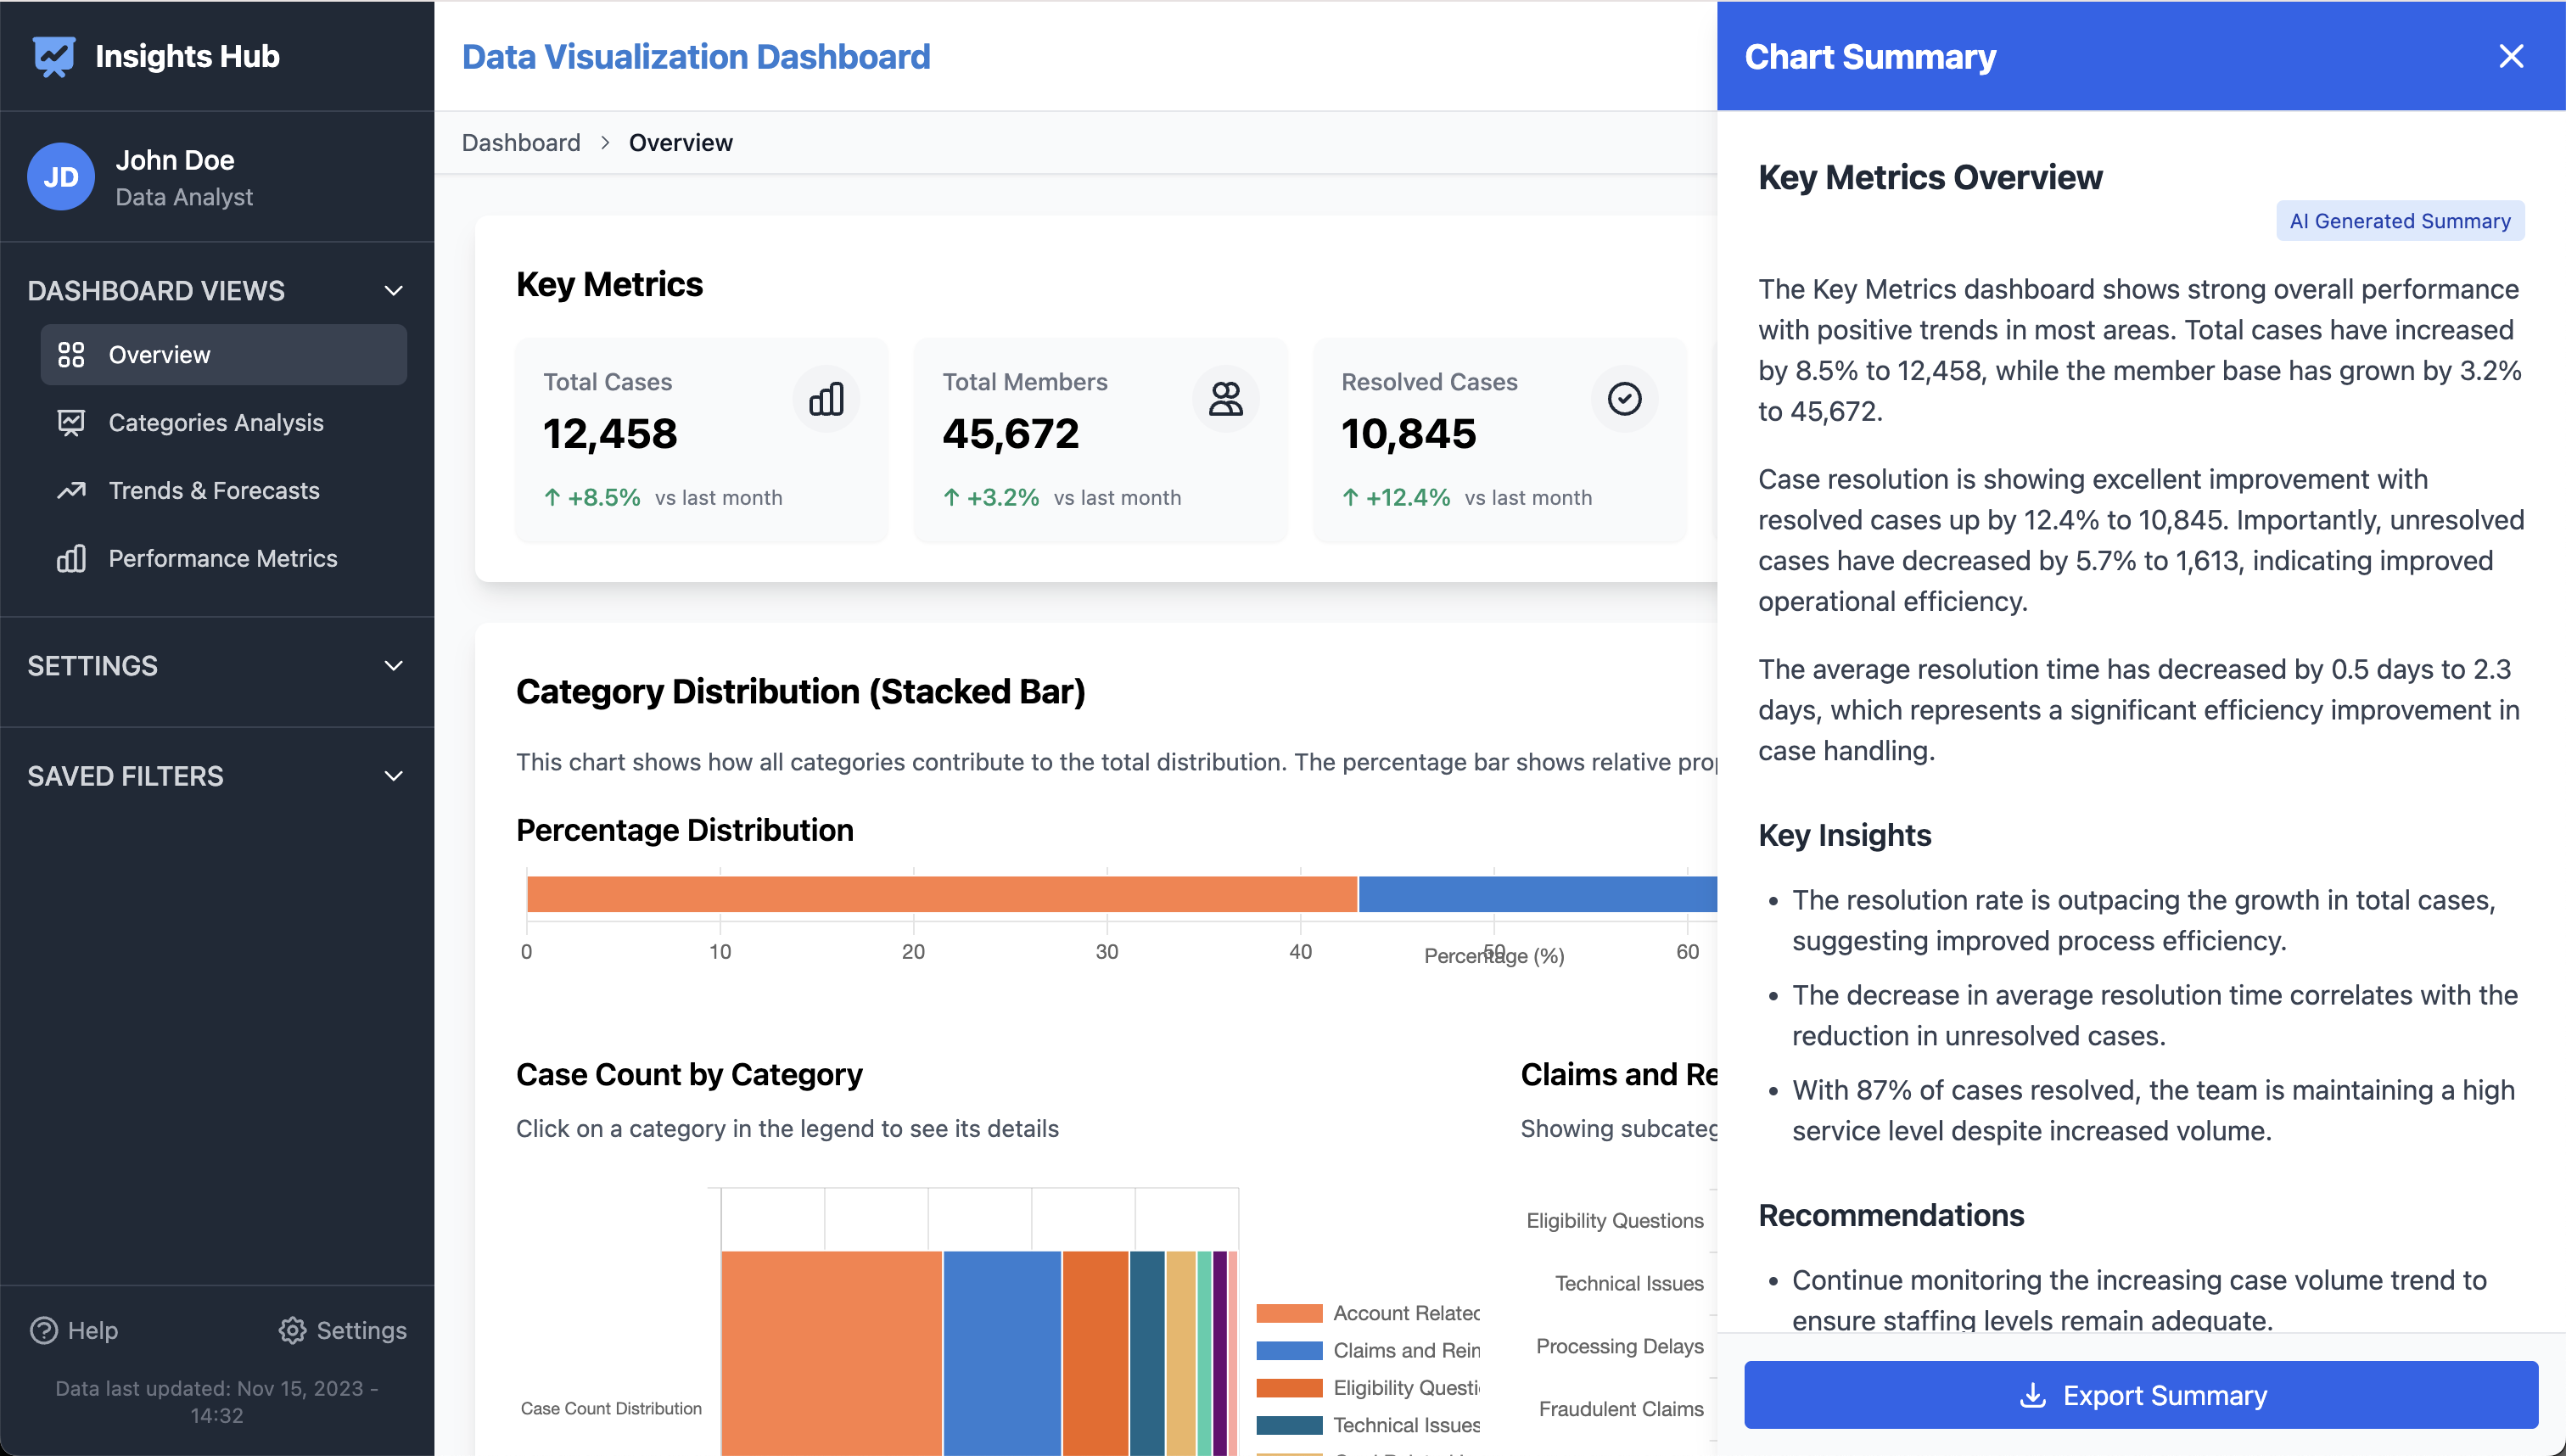 Insights Hub
JD
John Doe
Data Analyst
DASHBOARD VIEWS
Overview
Categories Analysis
Trends & Forecasts
Performance Metrics
SETTINGS
SAVED FILTERS
Help
Settings
Data last updated: Nov 15, 2023 -
14:32
Data Visualization Dashboard
Dashboard > Overview
Key Metrics
Total Cases
12,458
+8.5% vs last month
Total Members
45,672
+3.2% vs last month
Resolved Cases
10,845
+12.4% vs last month
Category Distribution (Stacked Bar)
This chart shows how all categories contribute to the total distribution. The percentage bar shows relative
Percentage Distribution
0 10 20 30 40 50 60
Percentage (%)
Case Count by Category
Click on a category in the legend to see its details
Case Count Distribution
Account Related
Claims and
Eligibility
Technical Issues
Claims and
Showing
Eligibility Questions
Technical Issues
Processing Delays
Fraudulent Claims
Chart Summary
Key Metrics Overview
AI Generated Summary
The Key Metrics dashboard shows strong overall performance
with positive trends in most areas. Total cases have increased
by 8.5% to 12,458, while the member base has grown by 3.2%
to 45,672.
Case resolution is showing excellent improvement with
resolved cases up by 12.4% to 10,845. Importantly, unresolved
cases have decreased by 5.7% to 1,613, indicating improved
operational efficiency.
The average resolution time has decreased by 0.5 days to 2.3
days, which represents a significant efficiency improvement in
case handling.
Key Insights
• The resolution rate is outpacing the growth in total cases,
suggesting improved process efficiency.
• The decrease in average resolution time correlates with the
reduction in unresolved cases.
• With 87% of cases resolved, the team is maintaining a high
service level despite increased volume.
Recommendations
• Continue monitoring the increasing case volume trend to
ensure staffing levels remain adequate.
Export Summary